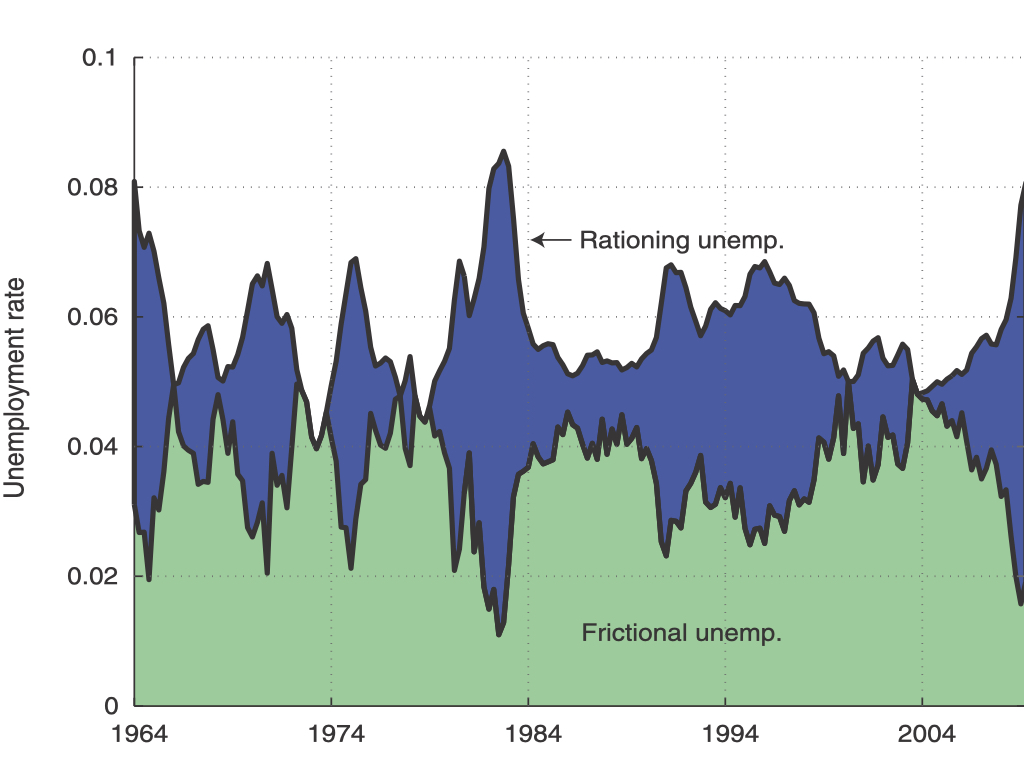 0.1
0.08
Rationing unemp.
0.06
Unemployment rate
0.04
0.02
Frictional unemp.
0
1964 1974 1984 1994 2004